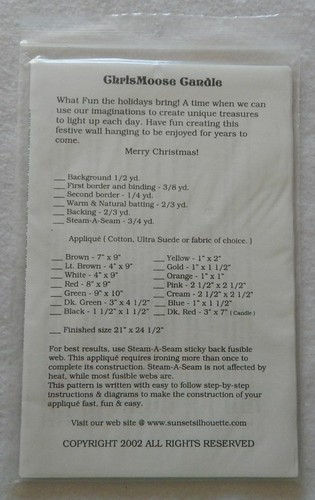 ChrisMoose Candle
What Fun the holidays bring! A time when we can
use our imaginations to create unique treasures
to light up each day. Have fun creating this
festive wall hanging to be enjoyed for years to
come.
Merry Christmas!
___ Background 1/2 yd.
___ First border and binding - 3/8 yd.
___ Second border - 1/4 yd.
___ Warm & Natural batting - 2/3 yd.
___ Backing - 2/3 yd.
___ Steam-A-Seam - 3/4 yd.
Appliqué ( Cotton, Ultra Suede or fabric of choice. )
___ Brown - 7" x 9" ___ Yellow - 1" x 2"
___ Lt. Brown - 4" x 9" ___ Gold - 1" x 1 1/2"
___ White - 4" x 9" ___ Orange - 1" x 1"
___ Red - 8" x 9" ___ Pink - 2 1/2" x 2 1/2"
___ Green - 9" x 10" ___ Cream - 2 1/2" x 2 1/2"
___ Dk. Green - 3" x 4 1/2" ___ Blue - 1" x 1 1/2"
___ Black - 1 1/2" x 1 1/2" ___ Dk, Red - 3" x 7" ( Candle )
___ Finished size 21" x 24 1/2"
For best results, use Steam-A-Seam sticky back fusible
web. This appliqué requires ironing more than once to
complete its construction. Steam-A-Seam is not affected by
heat, while most fusible webs are.
This pattern is written with easy to follow step-by-step
instructions & diagrams to make the construction of your
appliqué fast, fun & easy.
Visit our web site @ www.sunsetsilhouette.com
COPYRIGHT 2002 ALL RIGHTS RESERVED